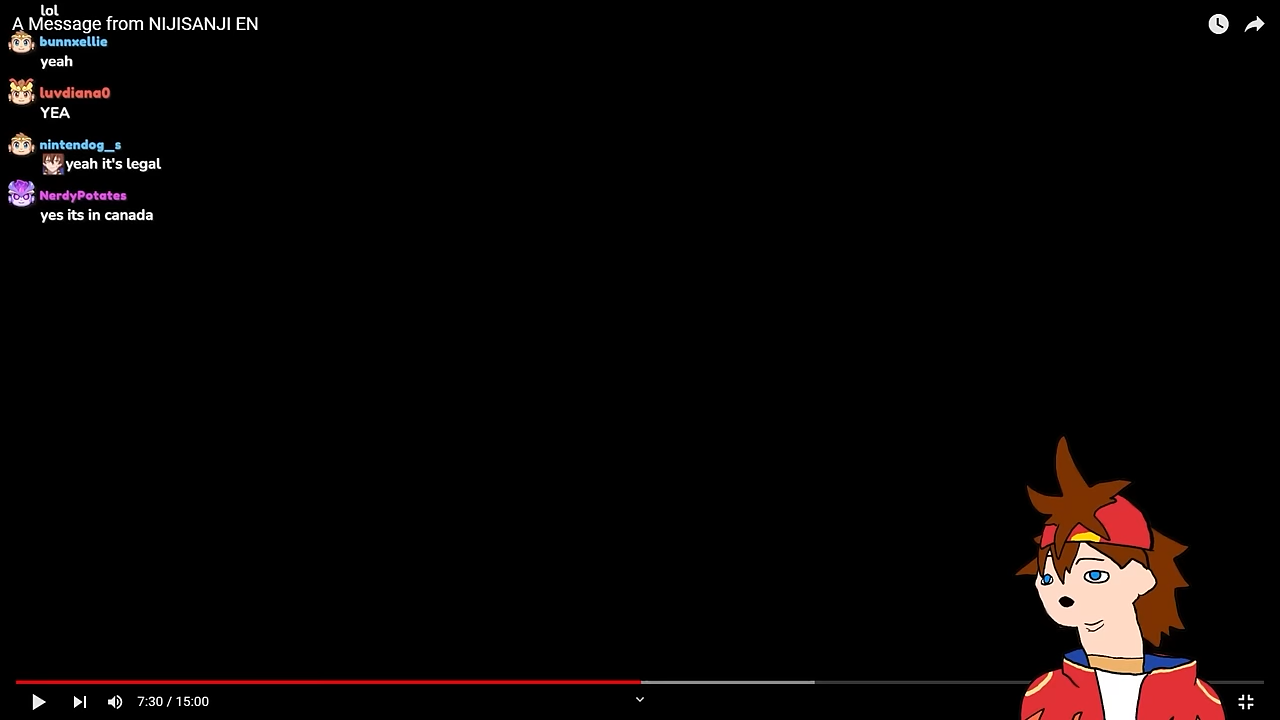 lol
A Message from NIJISANJI EN
bunnxellie
yeah
luvdiana0
YEA
nintendog_s
yeah it's legal
NerdyPotates
yes its in canada
7:30 / 15:00